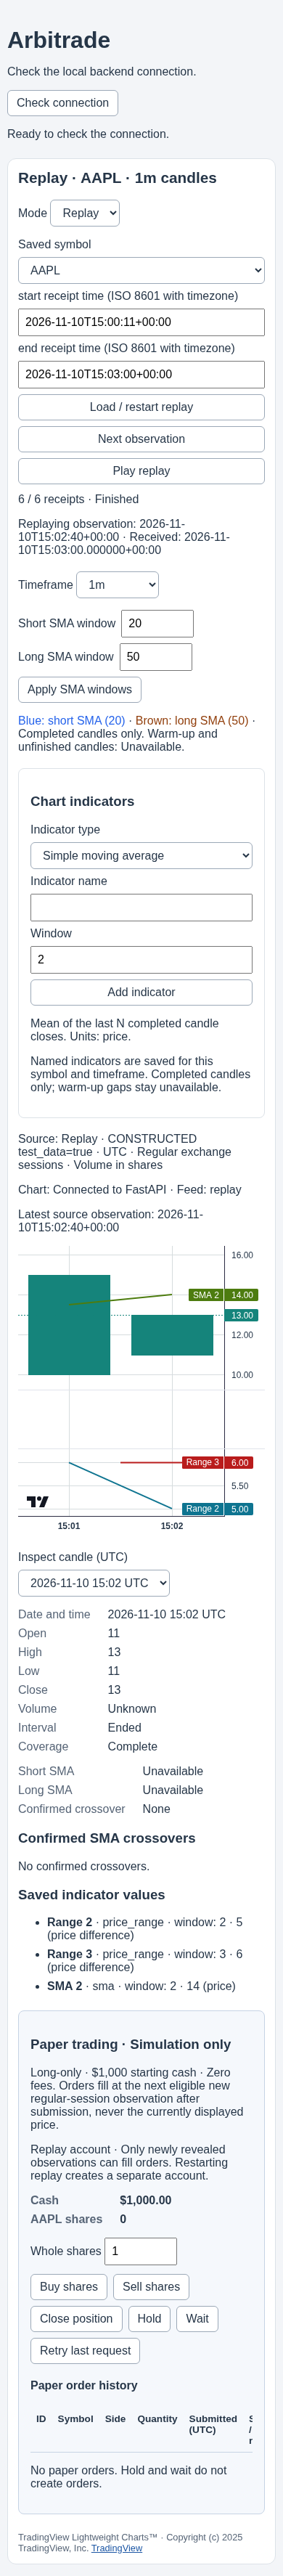 Arbitrade
Check the local backend connection.
Check connection
Ready to check the connection.
Replay · AAPL · 1m candles
Mode Replay
Saved symbol
AAPL
start receipt time (ISO 8601 with timezone)
2026-11-10T15:00:11+00:00
end receipt time (ISO 8601 with timezone)
2026-11-10T15:03:00+00:00
Load / restart replay
Next observation
Play replay
6 / 6 receipts · Finished
Replaying observation: 2026-11-
10T15:02:40+00:00 · Received: 2026-11-
10T15:03:00.000000+00:00
Timeframe 1m
Short SMA window 20
Long SMA window 50
Apply SMA windows
Blue: short SMA (20) · Brown: long SMA (50) ·
Completed candles only. Warm-up and
unfinished candles: Unavailable.
Chart indicators
Indicator type
Simple moving average
Indicator name
Window
2
Add indicator
Mean of the last N completed candle
closes. Units: price.
Named indicators are saved for this
symbol and timeframe. Completed candles
only; warm-up gaps stay unavailable.
Source: Replay · CONSTRUCTED
test_data=true · UTC · Regular exchange
sessions · Volume in shares
Chart: Connected to FastAPI · Feed: replay
Latest source observation: 2026-11-
10T15:02:40+00:00
16.00
SMA 2 14.00
13.00
12.00
10.00
Range 3 6.00
5.50
Range 2 5.00
15:01 15:02
Inspect candle (UTC)
2026-11-10 15:02 UTC
Date and time 2026-11-10 15:02 UTC
Open 11
High 13
Low 11
Close 13
Volume Unknown
Interval Ended
Coverage Complete
Short SMA Unavailable
Long SMA Unavailable
Confirmed crossover None
Confirmed SMA crossovers
No confirmed crossovers.
Saved indicator values
• Range 2 · price_range · window: 2 · 5
(price difference)
• Range 3 · price_range · window: 3 · 6
(price difference)
• SMA 2 · sma · window: 2 · 14 (price)
Paper trading · Simulation only
Long-only · $1,000 starting cash · Zero
fees. Orders fill at the next eligible new
regular-session observation after
submission, never the currently displayed
price.
Replay account · Only newly revealed
observations can fill orders. Restarting
replay creates a separate account.
Cash $1,000.00
AAPL shares 0
Whole shares 1
Buy shares Sell shares
Close position Hold Wait
Retry last request
Paper order history
ID Symbol Side Quantity Submitted
(UTC)
No paper orders. Hold and wait do not
create orders.
TradingView Lightweight Charts™ · Copyright (c) 2025
TradingView, Inc. TradingView